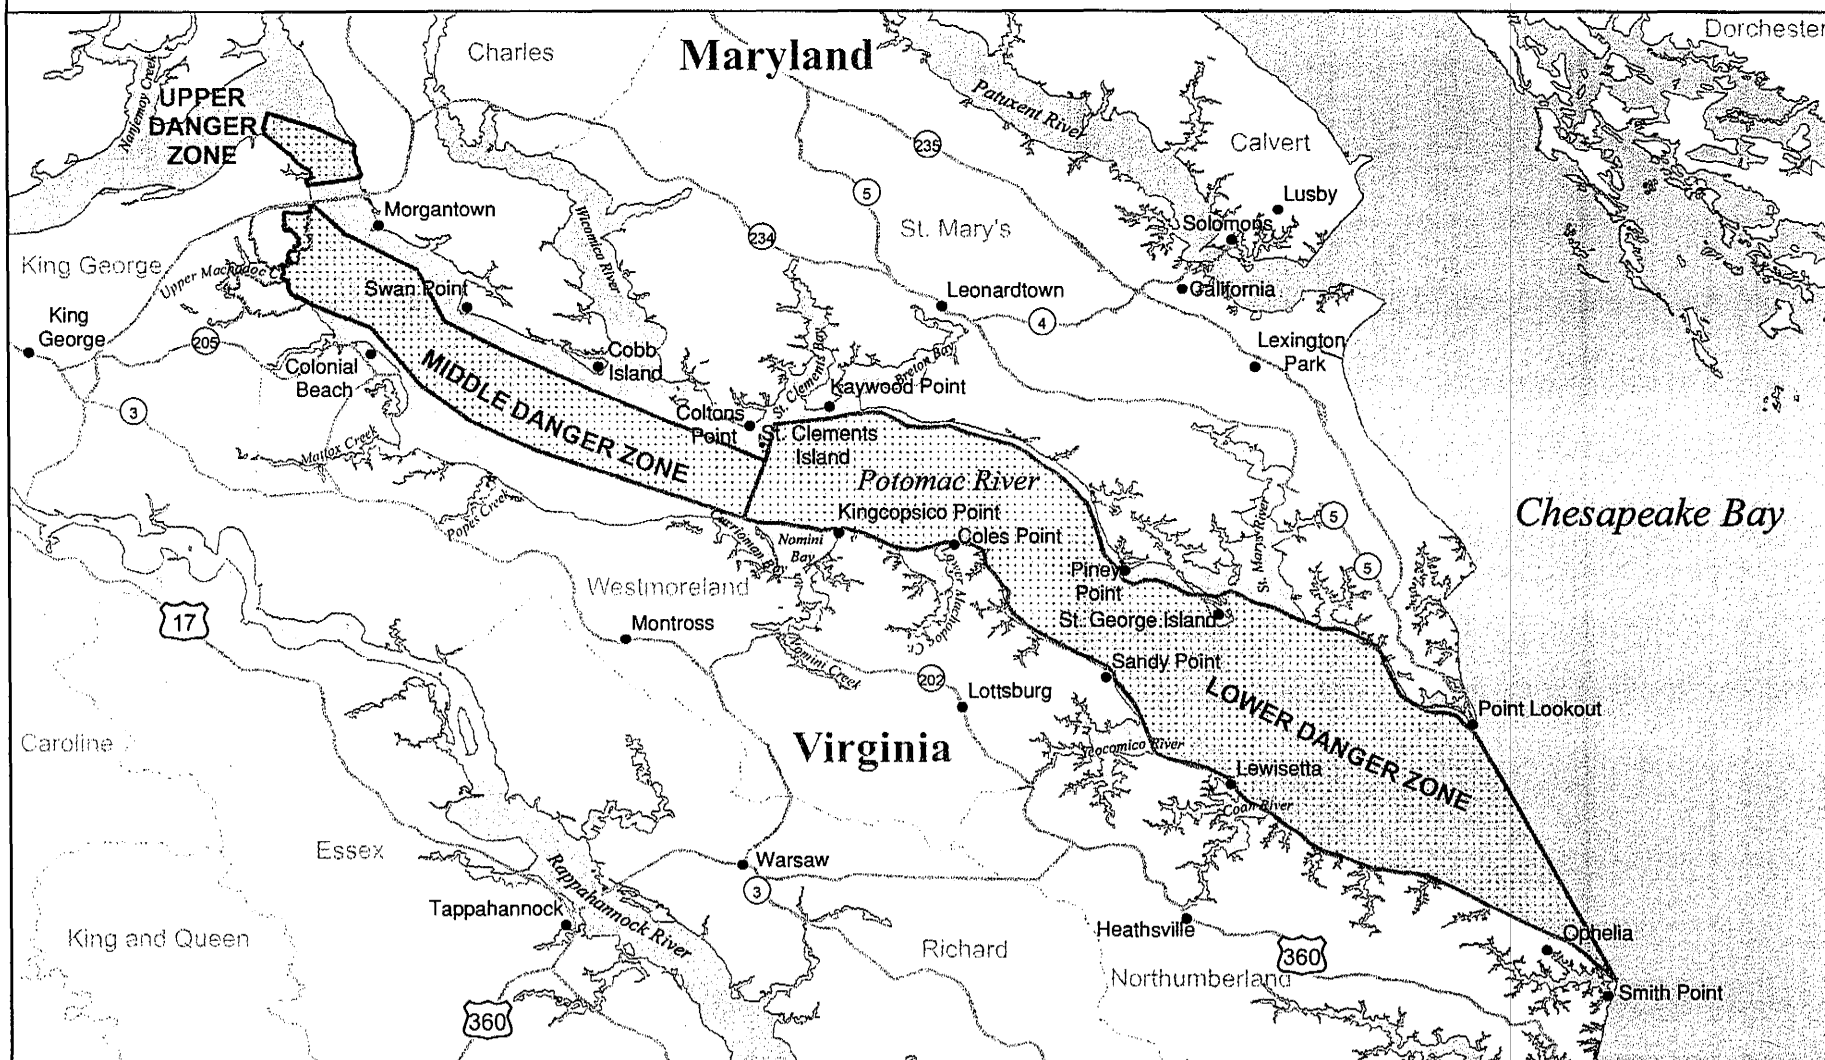 Dorchester
Charles
Maryland
Nanjemoy Creek
UPPER
DANGER
ZONE
Patuxent River
Calvert
235
5
Lusby
Morgantown
Wicomico River
234
St. Mary's
Solomons
King George
Upper Machodoc C
Swan Point
Leonardtown
California
King
George
205
4
Lexington
Park
Colonial
Beach
Cobb
Island
St. Clements Bay
Breton Bay
Kaywood Point
MIDDLE DANGER ZONE
3
Coltons
Point
St. Clements
Island
Mattox Creek
Potomac River
Popes Creek
Kingcopsico Point
Chesapeake Bay
Currioman Bay
Nomini
Bay
Coles Point
St. Marys River
5
5
Piney
Point
Westmoreland
Lower Machodoc Cr.
17
Montross
St. George Island
Nomini Creek
Sandy Point
202
Lottsburg
LOWER DANGER ZONE
Point Lookout
Caroline
Virginia
Yocomico River
Lewisetta
Coan River
Essex
Warsaw
3
Rappahannock River
Tappahannock
Heathsville
Ophelia
King and Queen
Richard
360
Northumberland
Smith Point
360